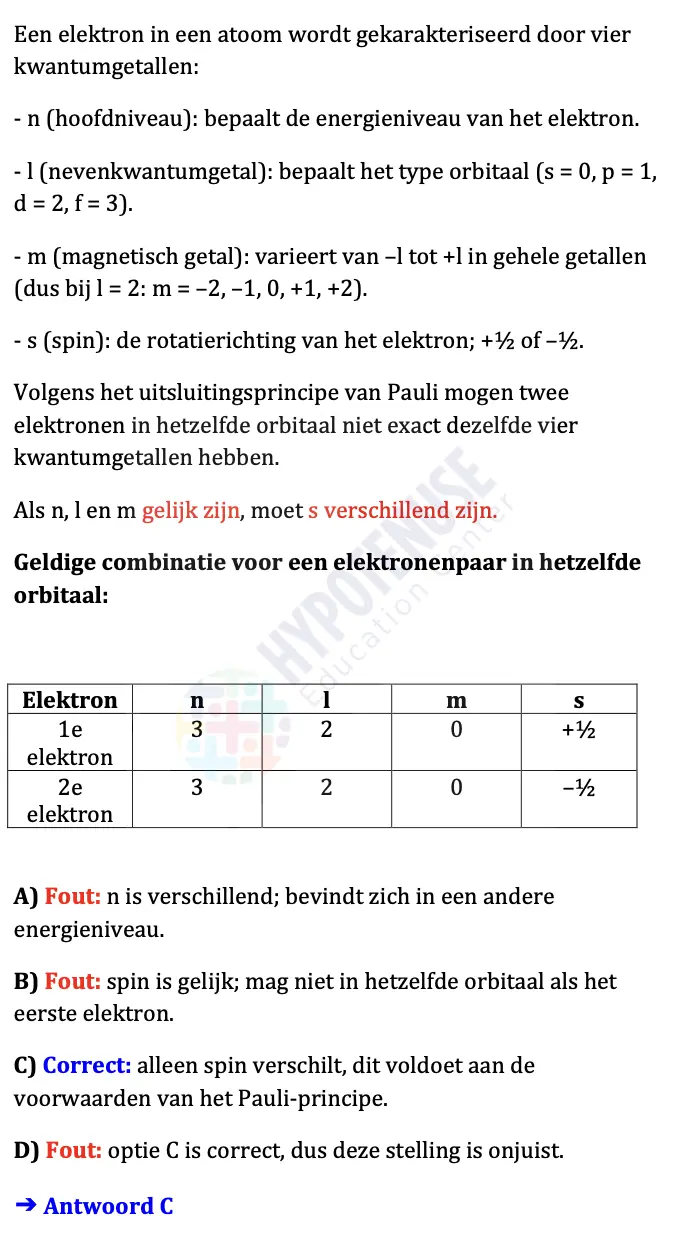 Een elektron in een atoom wordt gekarakteriseerd door vier
kwantumgetallen:
- n (hoofdniveau): bepaalt de energieniveau van het elektron.
- l (nevenkwantumgetal): bepaalt het type orbitaal (s = 0, p = 1,
d = 2, f = 3).
- m (magnetisch getal): varieert van –l tot +l in gehele getallen
(dus bij l = 2: m = –2, –1, 0, +1, +2).
- s (spin): de rotatierichting van het elektron; +½ of –½.
Volgens het uitsluitingsprincipe van Pauli mogen twee
elektronen in hetzelfde orbitaal niet exact dezelfde vier
kwantumgetallen hebben.
Als n, l en m gelijk zijn, moet s verschillend zijn.
Geldige combinatie voor een elektronenpaar in hetzelfde
orbitaal:
HYPOTENUSE
Education Center
Elektron n l m s
1e 3 2 0 +½
elektron
2e 3 2 0 –½
elektron
A) Fout: n is verschillend; bevindt zich in een andere
energieniveau.
B) Fout: spin is gelijk; mag niet in hetzelfde orbitaal als het
eerste elektron.
C) Correct: alleen spin verschilt, dit voldoet aan de
voorwaarden van het Pauli-principe.
D) Fout: optie C is correct, dus deze stelling is onjuist.
➔ Antwoord C